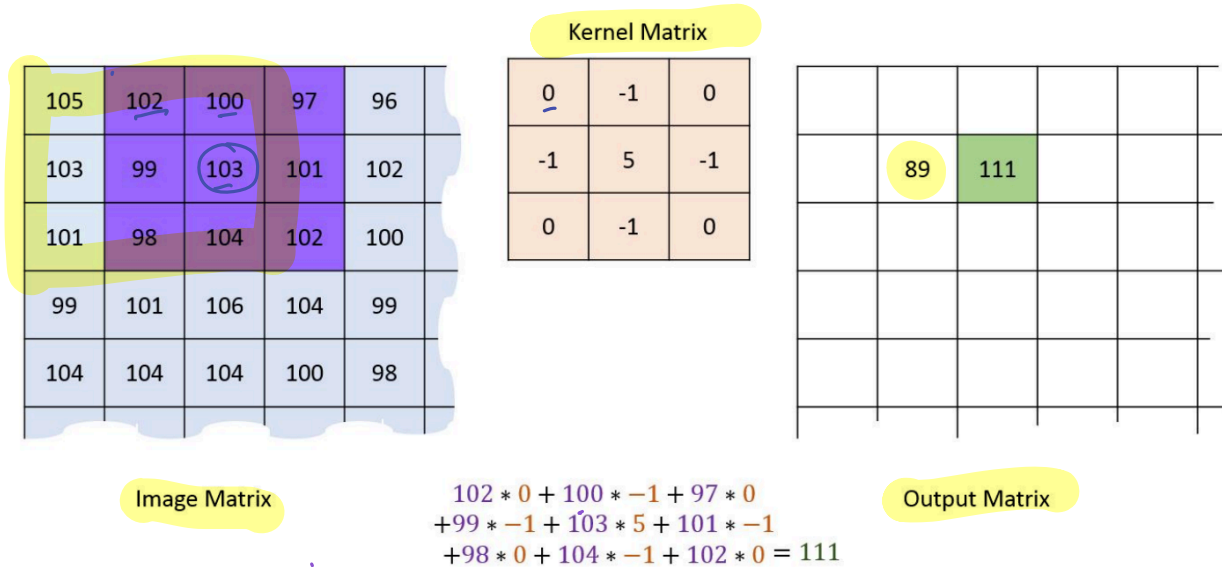 Kernel Matrix
105 102 100 97 96
103 99 103 101 102
101 98 104 102 100
99 101 106 104 99
104 104 104 100 98
0 -1 0
-1 5 -1
0 -1 0
89 111
Image Matrix
102 * 0 + 100 * −1 + 97 * 0
+99 * −1 + 103 * 5 + 101 * −1
+98 * 0 + 104 * −1 + 102 * 0 = 111
Output Matrix